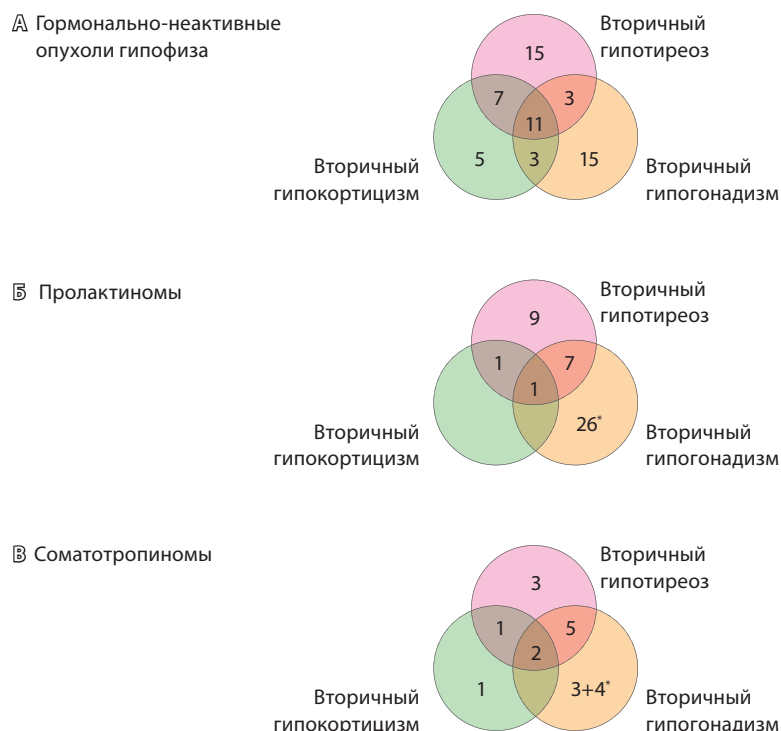 А Гормонально-неактивные
опухоли гипофиза
Вторичный
гипотиреоз
15
7
3
11
5
3
15
Вторичный
гипокортицизм
Вторичный
гипогонадизм
Б Пролактиномы
Вторичный
гипотиреоз
9
1
7
1
26*
Вторичный
гипокортицизм
Вторичный
гипогонадизм
В Соматотропиномы
Вторичный
гипотиреоз
3
1
5
2
1
3+4*
Вторичный
гипокортицизм
Вторичный
гипогонадизм